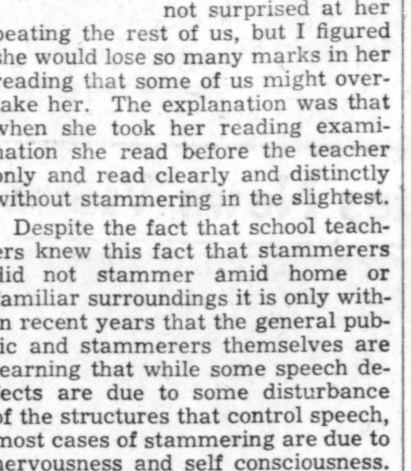 not surprised at her
beating the rest of us, but I figured
she would lose so many marks in her
reading that some of us might over-
take her. The explanation was that
when she took her reading exami-
nation she read before the teacher
only and read clearly and distinctly
without stammering in the slightest.
Despite the fact that school teach-
ers knew this fact that stammerers
did not stammer amid home or
familiar surroundings it is only with-
in recent years that the general pub-
lic and stammerers themselves are
learning that while some speech de-
fects are due to some disturbance
of the structures that control speech,
most cases of stammering are due to
nervousness and self consciousness.